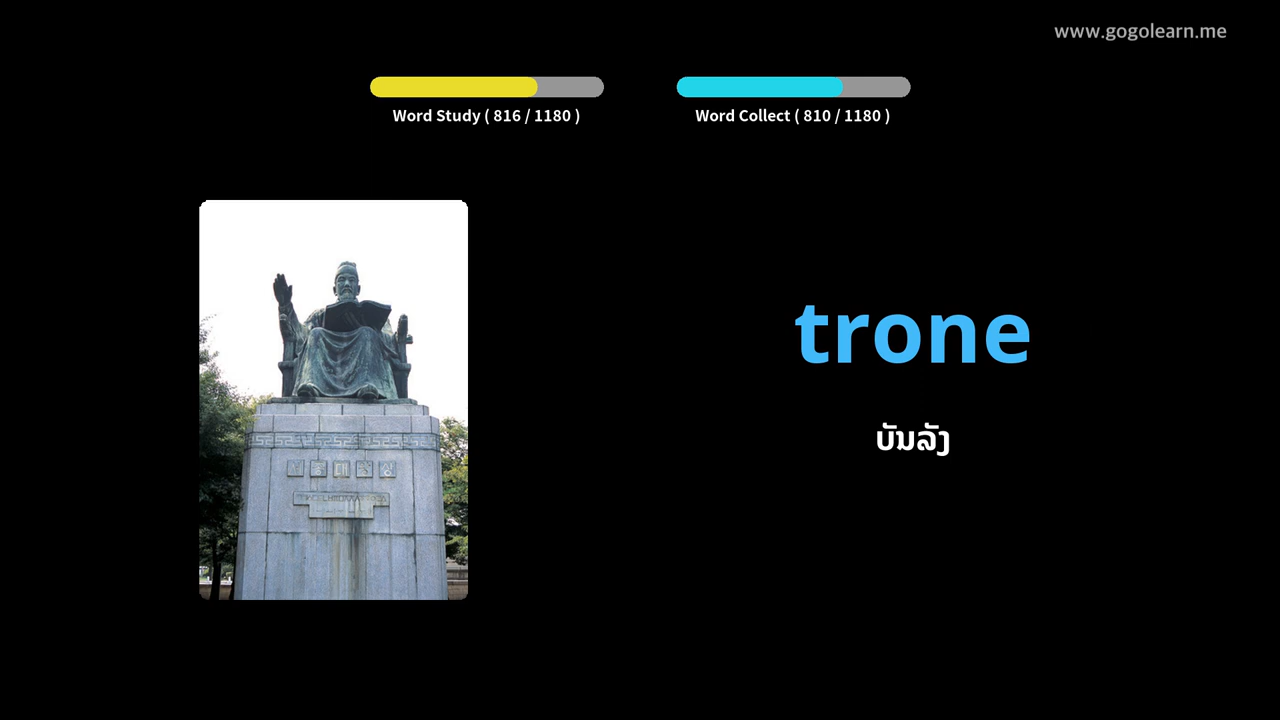 www.gogolearn.me
Word Study ( 816 / 1180 )
Word Collect ( 810 / 1180 )
trone
ບັນລັງ